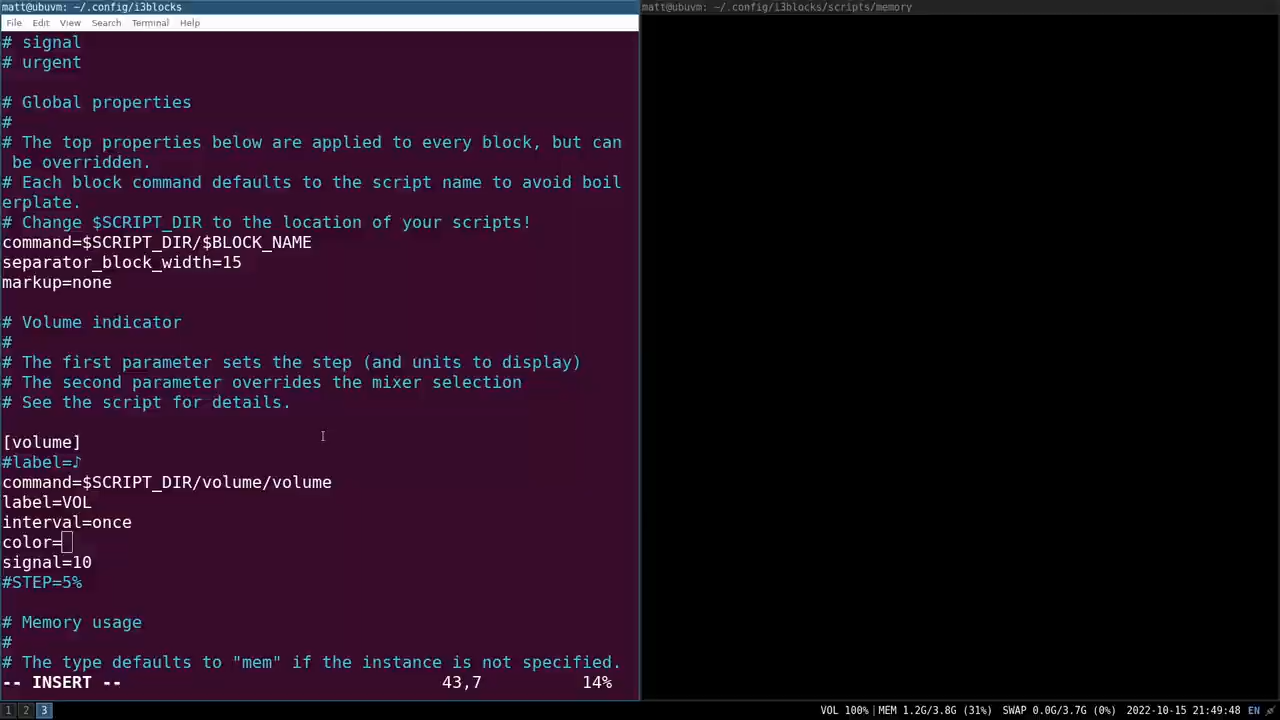 matt@ubuvm: ~/.config/i3blocks
matt@ubuvm: ~/.config/i3blocks/scripts/memory
File Edit View Search Terminal Help
# signal
# urgent
# Global properties
#
# The top properties below are applied to every block, but can
 be overridden.
# Each block command defaults to the script name to avoid boil
erplate.
# Change $SCRIPT_DIR to the location of your scripts!
command=$SCRIPT_DIR/$BLOCK_NAME
separator_block_width=15
markup=none
# Volume indicator
#
# The first parameter sets the step (and units to display)
# The second parameter overrides the mixer selection
# See the script for details.
[volume]
#label=♪
command=$SCRIPT_DIR/volume/volume
label=VOL
interval=once
color=
signal=10
#STEP=5%
# Memory usage
#
# The type defaults to "mem" if the instance is not specified.
-- INSERT -- 43,7 14%
1 2 3 VOL 100% MEM 1.2G/3.8G (31%) SWAP 0.0G/3.7G (0%) 2022-10-15 21:49:48 EN